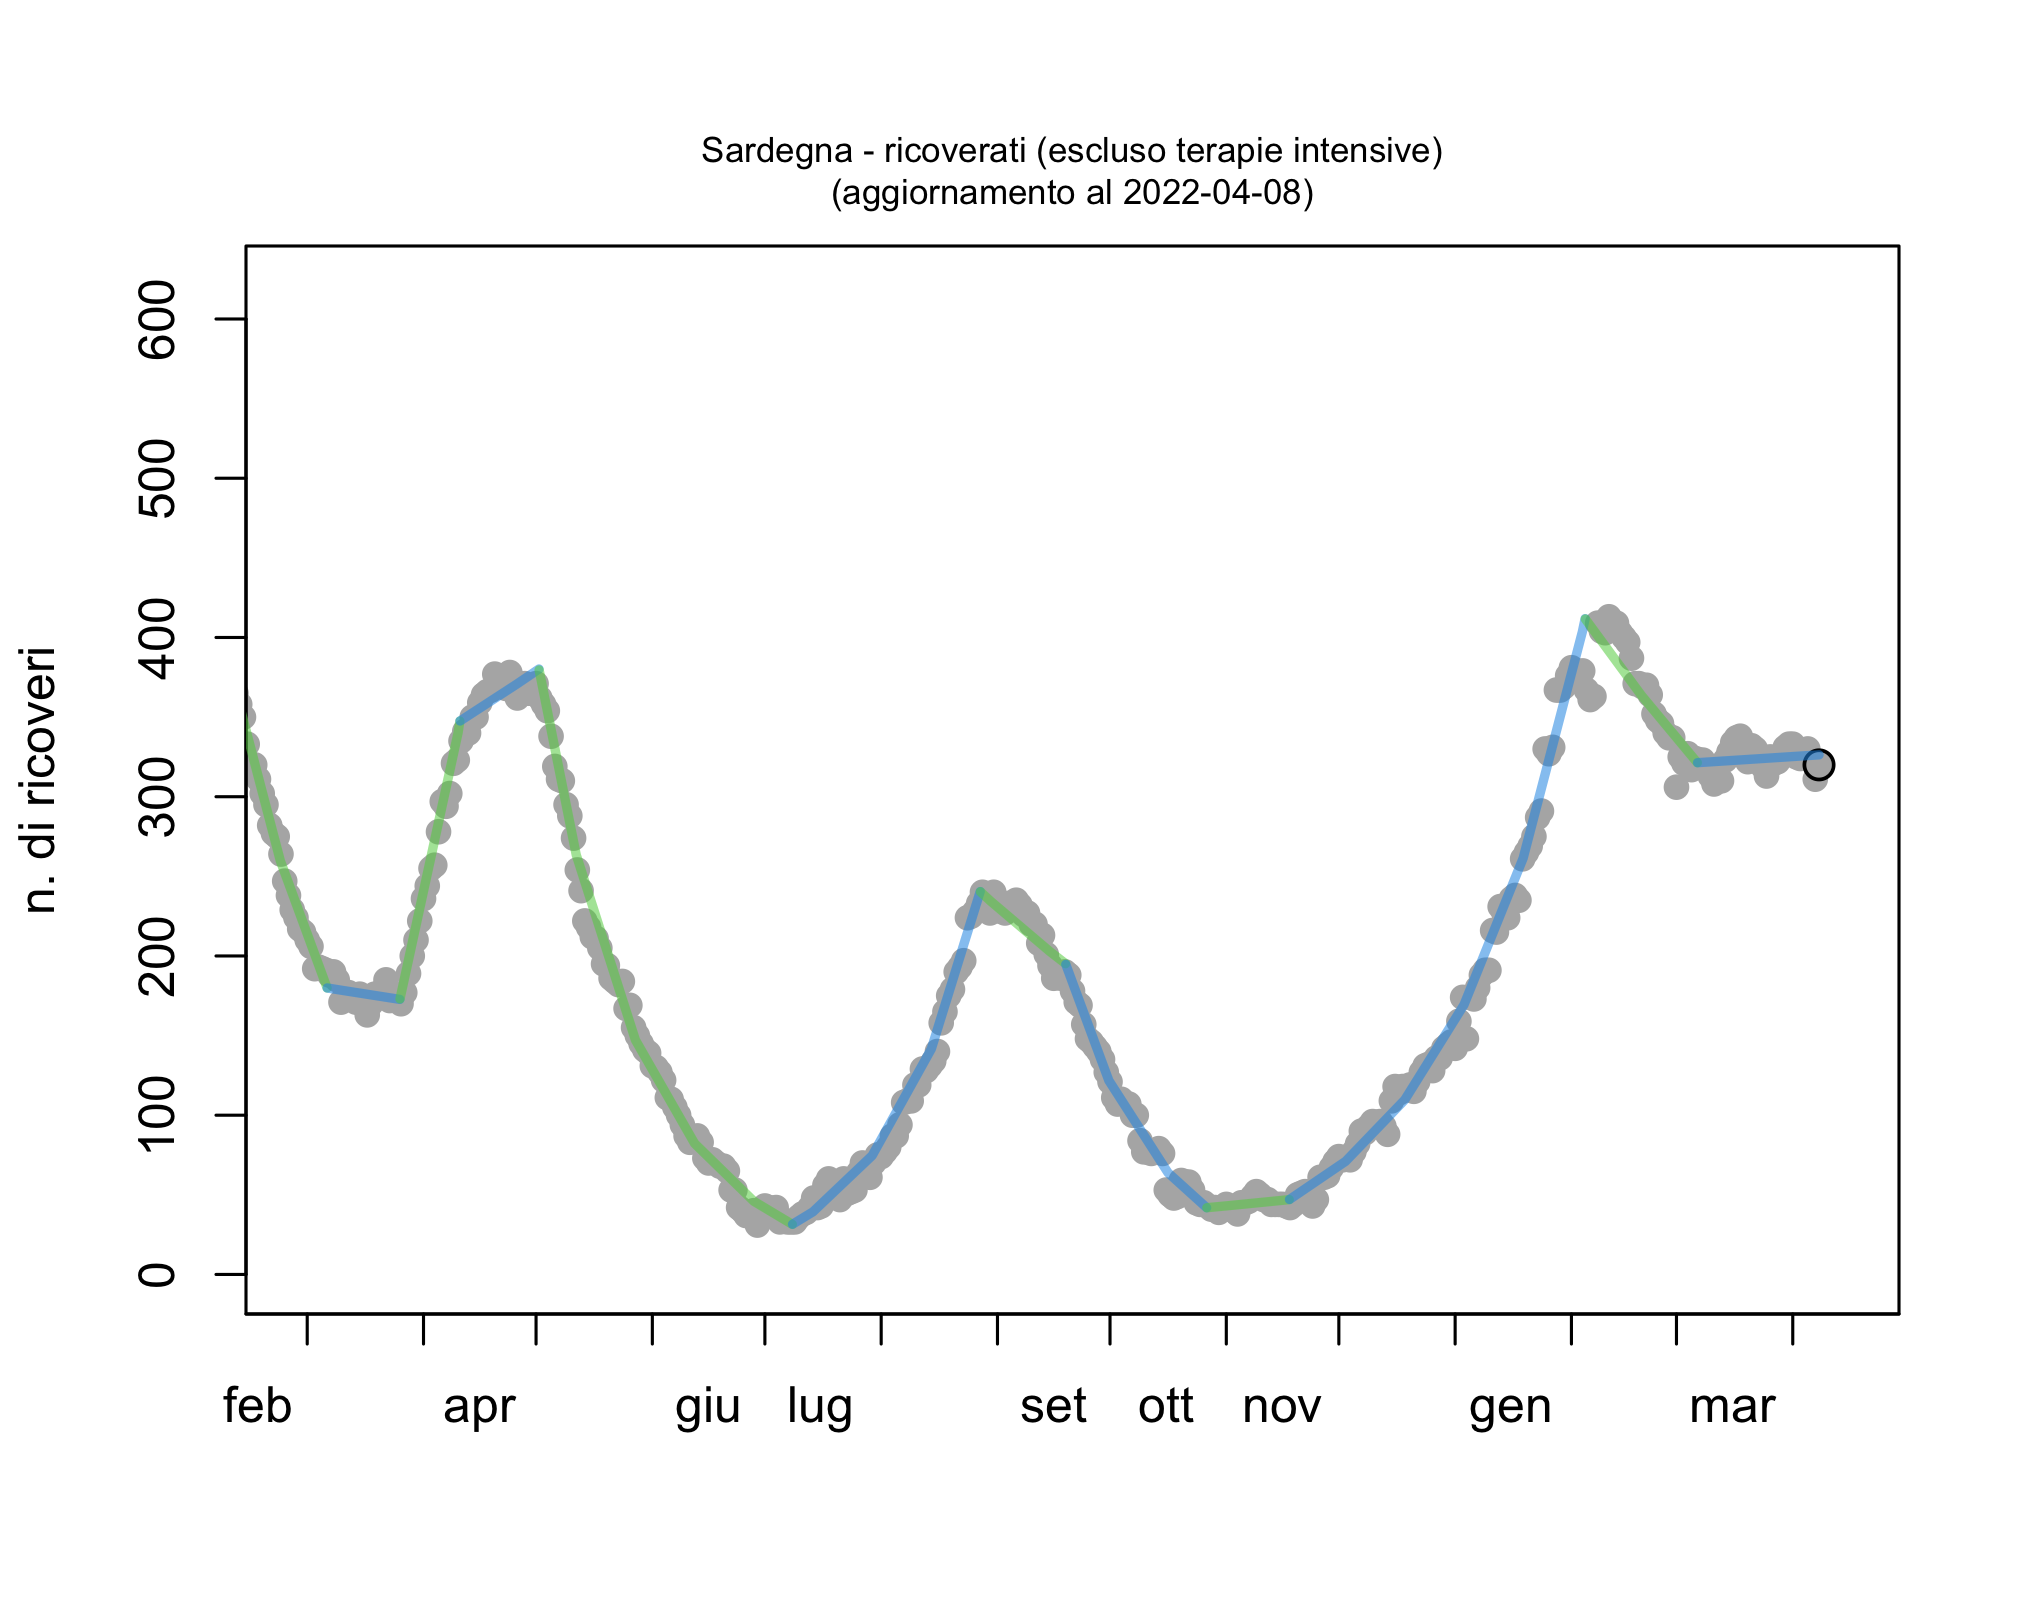 Sardegna - ricoverati (escluso terapie intensive)
(aggiornamento al 2022-04-08)
n. di ricoveri
600
500
400
300
200
100
0
feb apr giu lug set ott nov gen mar